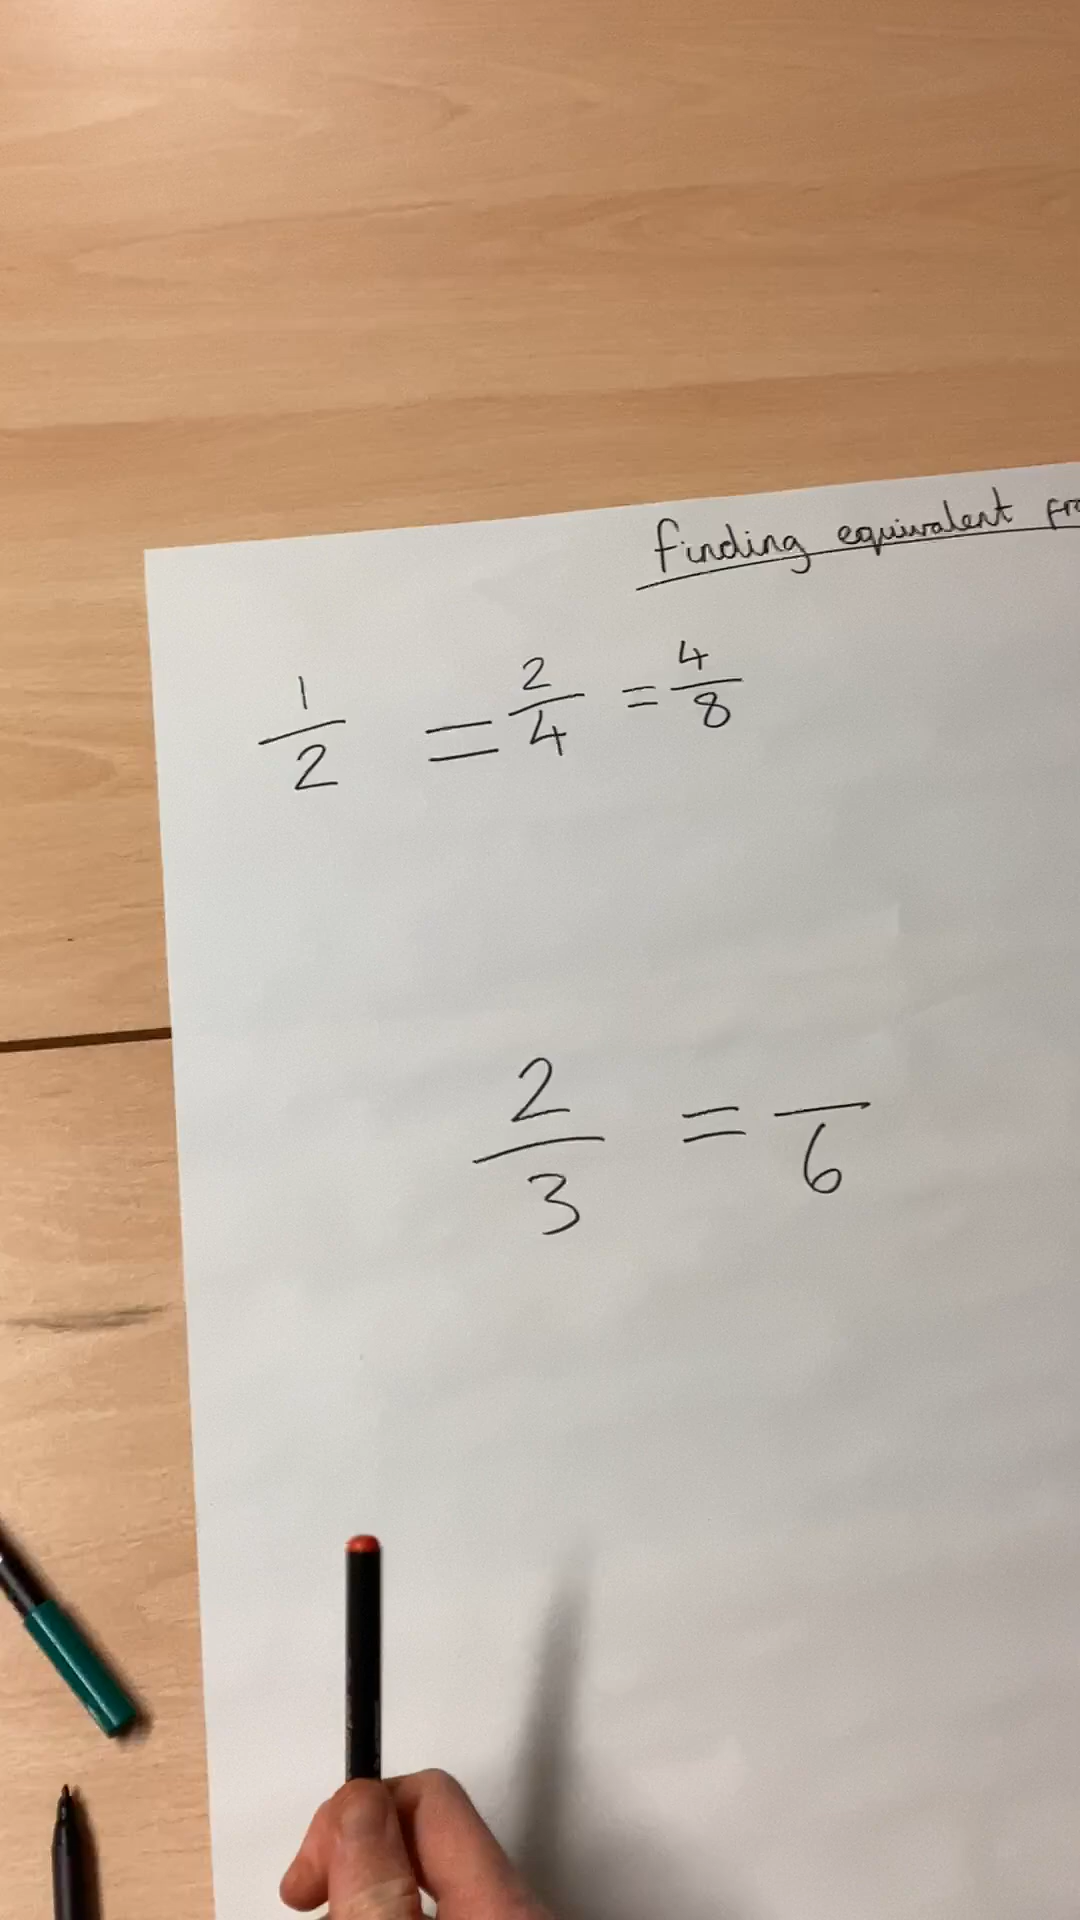 finding equivalent
1/2 = 2/4 = 4/8
2/3 = /6